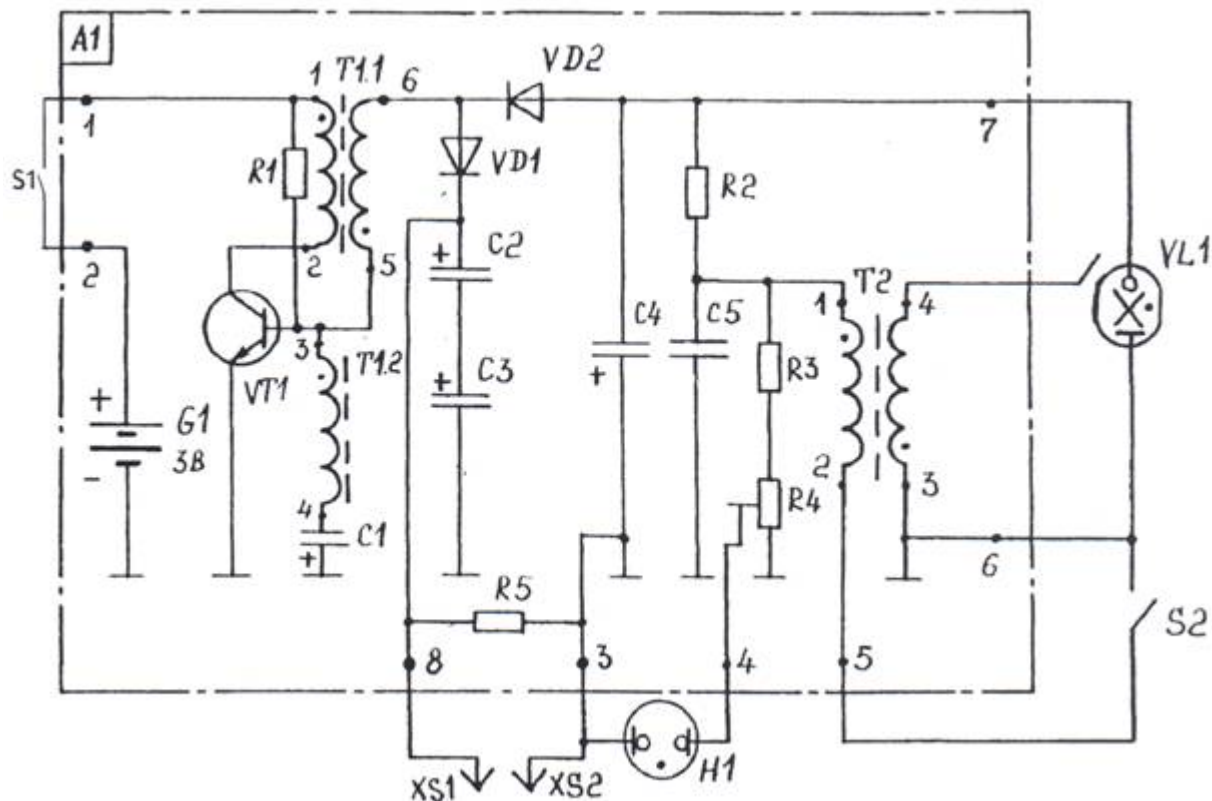 A1
1 T1.1 6 VD2
1
7
S1
R1
VD1
R2
2
2 5
C2
T2
VL1
1 4
+
C4 C5
3
T1.2
+
C3
R3
VT1
+
G1
3В
-
+
2 3
R4
4
C1
+
6
R5
S2
8 3 4 5
H1
XS1 XS2